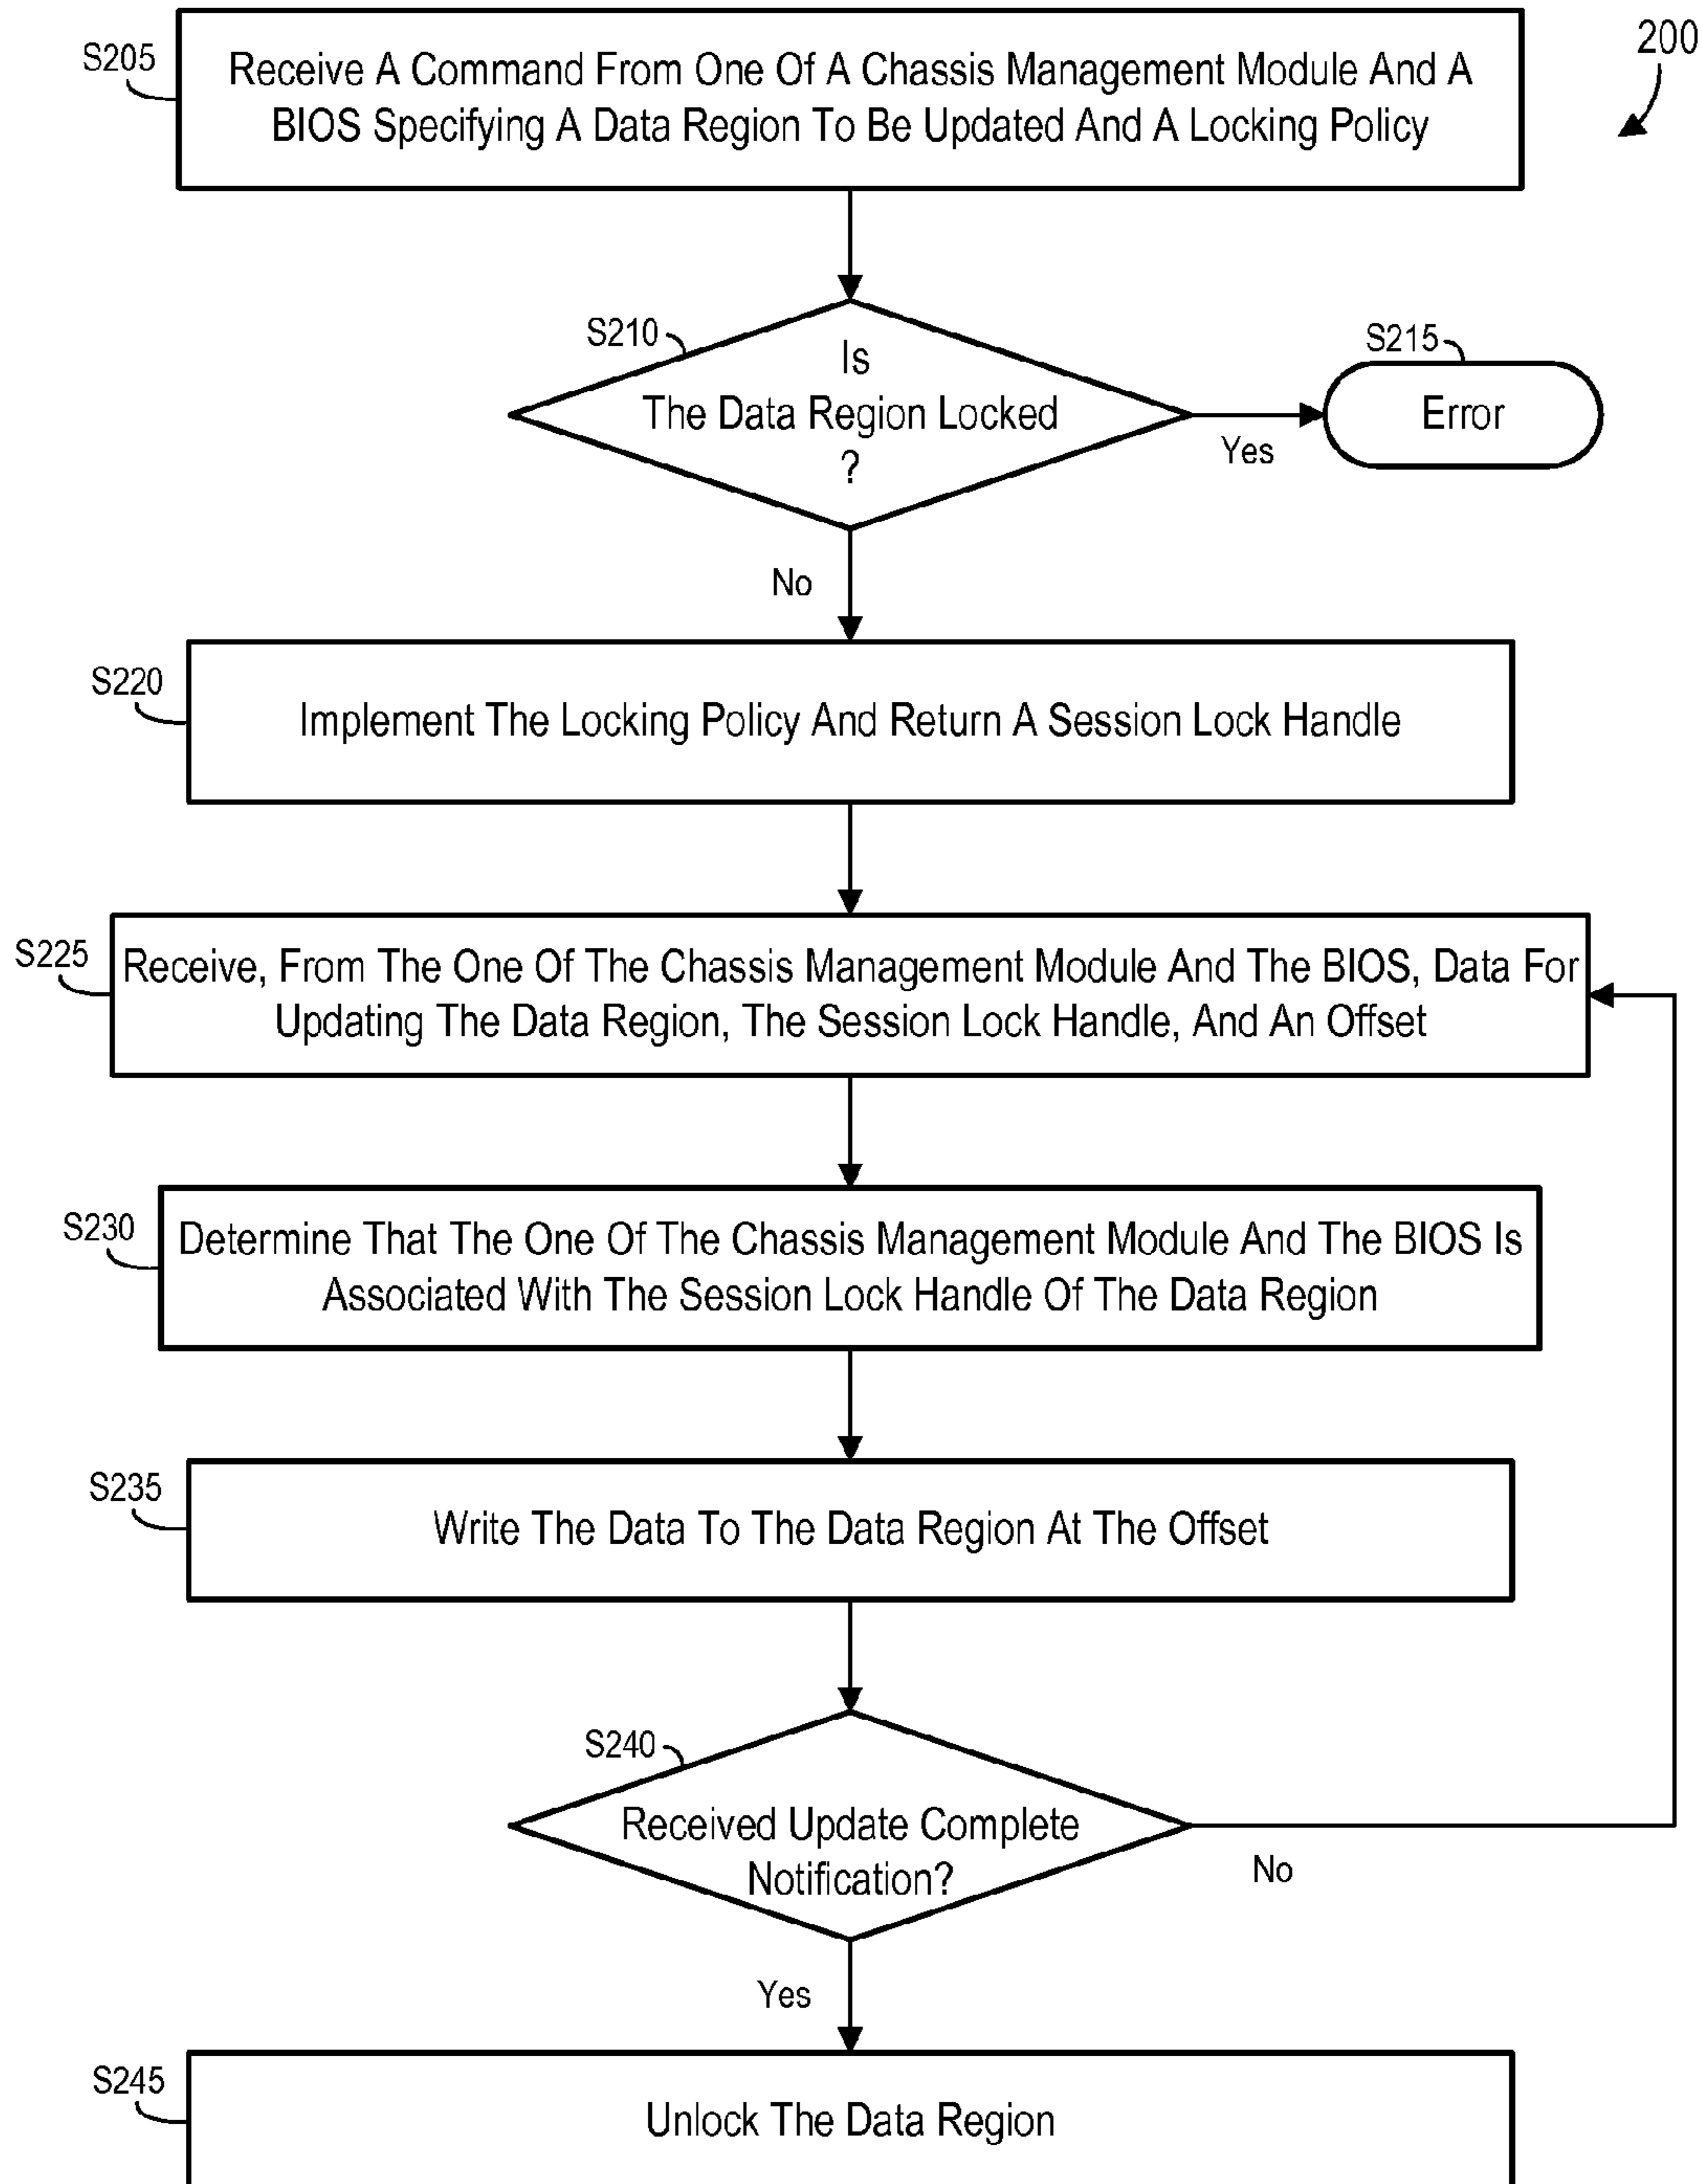 200
S205
Receive A Command From One Of A Chassis Management Module And A
BIOS Specifying A Data Region To Be Updated And A Locking Policy
S210
Is
The Data Region Locked
?
S215
Error
Yes
No
S220
Implement The Locking Policy And Return A Session Lock Handle
S225
Receive, From The One Of The Chassis Management Module And The BIOS, Data For
Updating The Data Region, The Session Lock Handle, And An Offset
S230
Determine That The One Of The Chassis Management Module And The BIOS Is
Associated With The Session Lock Handle Of The Data Region
S235
Write The Data To The Data Region At The Offset
S240
Received Update Complete
Notification?
No
Yes
S245
Unlock The Data Region